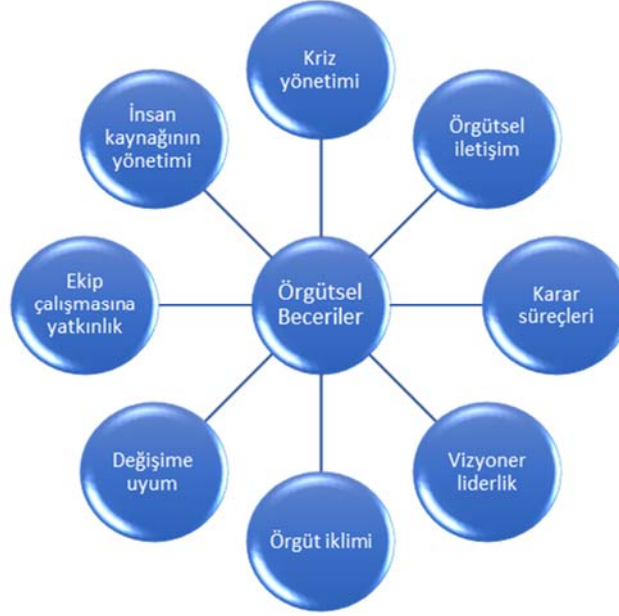 Kriz
yönetimi
Örgütsel
iletişim
Karar
süreçleri
Vizyoner
liderlik
Örgüt iklimi
Değişime
uyum
Ekip
çalışmasına
yatkınlık
İnsan
kaynağının
yönetimi
Örgütsel
Beceriler